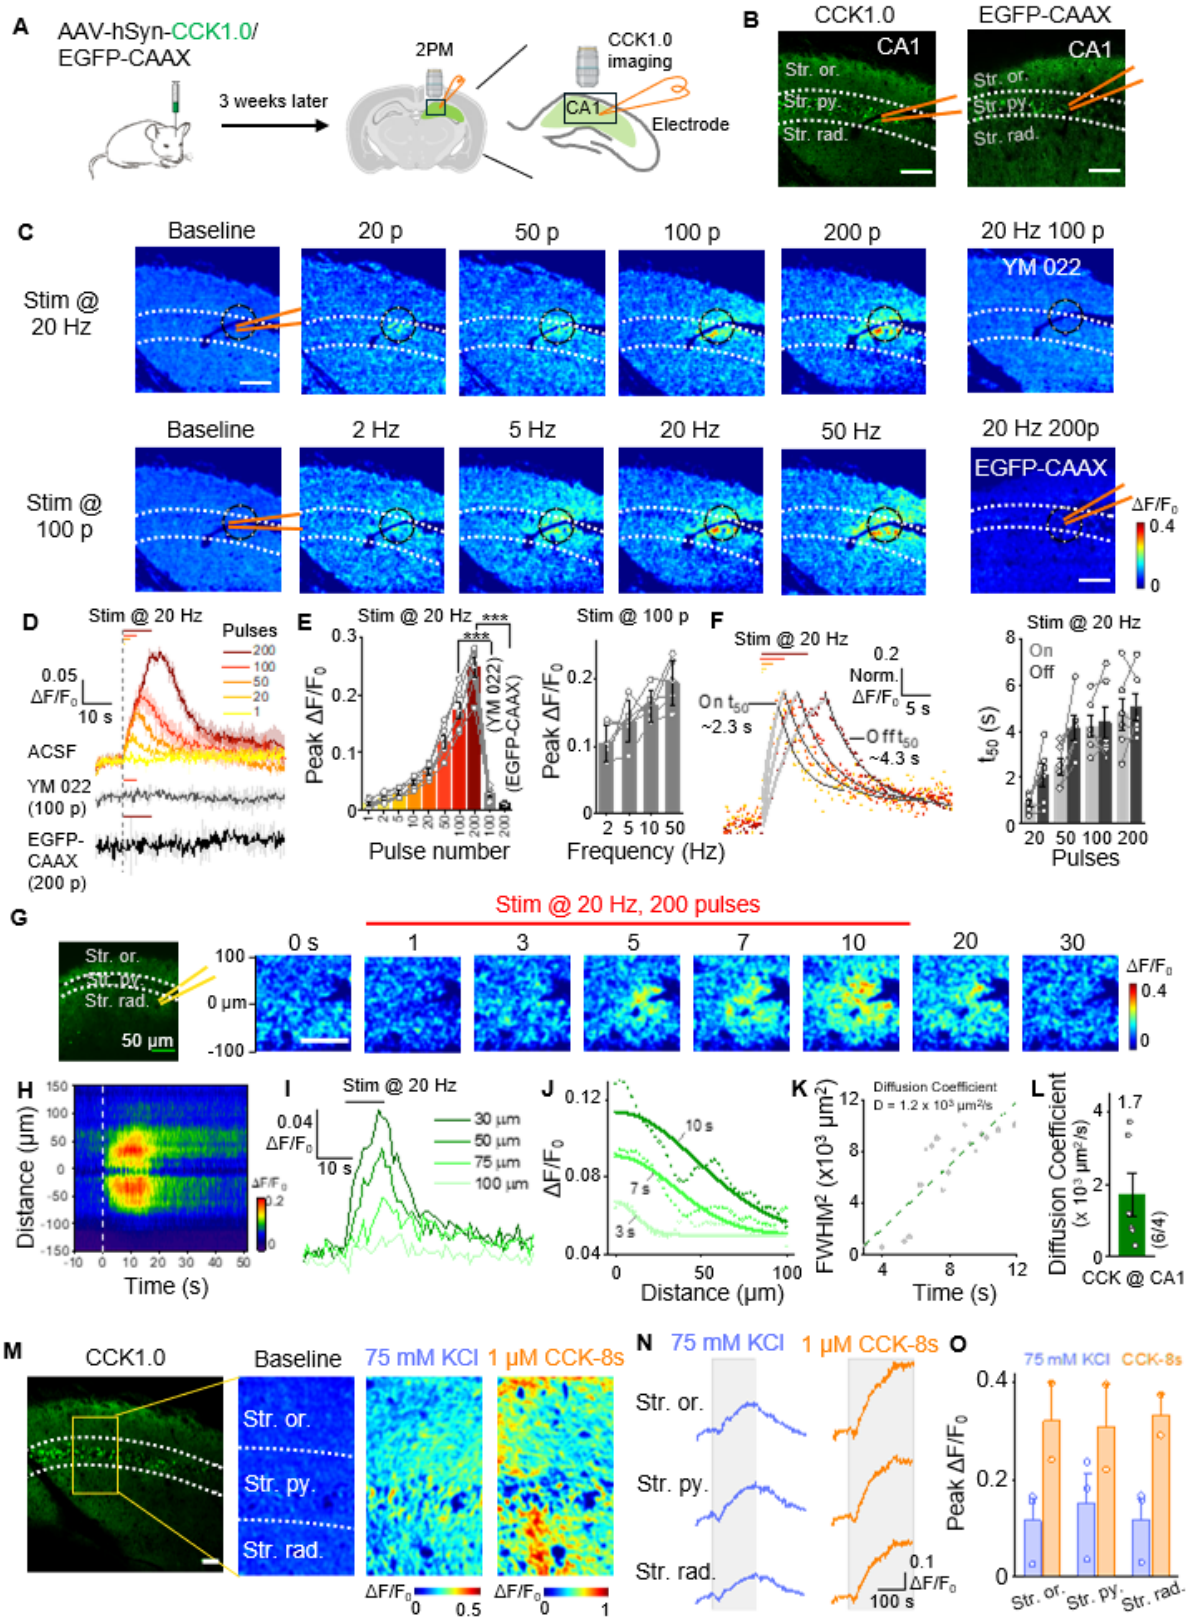 A
AAV-hSyn-CCK1.0/
EGFP-CAAX
3 weeks later
2PM
CCK1.0
imaging
CA1
Electrode
B
CCK1.0
EGFP-CAAX
CA1
Str. or.
Str. py.
Str. rad.
CA1
Str. or.
Str. py.
Str. rad.
C
Baseline
20 p
50 p
100 p
200 p
20 Hz 100 p
YM 022
Stim @
20 Hz
Baseline
2 Hz
5 Hz
20 Hz
50 Hz
20 Hz 200p
EGFP-CAAX
Stim @
100 p
ΔF/F₀
0.4
0
D
Stim @ 20 Hz
Pulses
200
100
50
20
1
0.05
ΔF/F₀
10 s
ACSF
YM 022
(100 p)
EGFP-
CAAX
(200 p)
E
Stim @ 20 Hz
***
***
Peak ΔF/F₀
0.3
0.2
0.1
0
(YM 022)
(EGFP-CAAX)
1 2 5 10 20 50 100 200 100 200
Pulse number
Stim @ 100 p
Peak ΔF/F₀
0.2
0.1
0
2 5 10 50
Frequency (Hz)
F
Stim @ 20 Hz
0.2
Norm.
ΔF/F₀
5 s
On t₅₀
~2.3 s
Off t₅₀
~4.3 s
Stim @ 20 Hz
On
Off
t₅₀ (s)
8
6
4
2
0
20 50 100 200
Pulses
G
Stim @ 20 Hz, 200 pulses
Str. or.
Str. py.
Str. rad.
50 µm
100
0 µm
-100
0 s
1
3
5
7
10
20
30
ΔF/F₀
0.4
0
H
Distance (µm)
150
100
50
0
-50
-100
-150
-10 0 10 20 30 40 50
Time (s)
ΔF/F₀
0.2
0
I
Stim @ 20 Hz
0.04
ΔF/F₀
10 s
30 µm
50 µm
75 µm
100 µm
J
ΔF/F₀
0.12
0.08
0.04
10 s
7 s
3 s
0 50 100
Distance (µm)
K
Diffusion Coefficient
D = 1.2 x 10³ µm²/s
FWHM² (x10³ µm²)
12
8
4
0
4 8 12
Time (s)
L
Diffusion Coefficient
(x 10³ µm²/s)
1.7
4
2
0
(6/4)
CCK @ CA1
M
CCK1.0
Baseline
75 mM KCl
1 µM CCK-8s
Str. or.
Str. py.
Str. rad.
ΔF/F₀
0 0.5
ΔF/F₀
0 1
N
75 mM KCl
1 µM CCK-8s
Str. or.
Str. py.
Str. rad.
0.1
ΔF/F₀
100 s
O
75 mM KCl
CCK-8s
Peak ΔF/F₀
0.4
0.2
0
Str. or.
Str. py.
Str. rad.